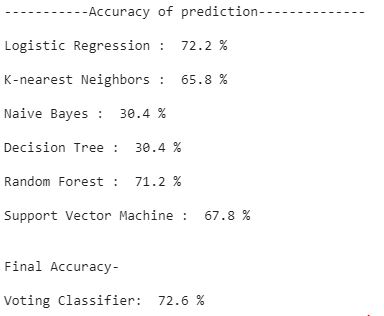 -----------Accuracy of prediction--------------
Logistic Regression :  72.2 %
K-nearest Neighbors :  65.8 %
Naive Bayes :  30.4 %
Decision Tree :  30.4 %
Random Forest :  71.2 %
Support Vector Machine :  67.8 %
Final Accuracy-
Voting Classifier:  72.6 %